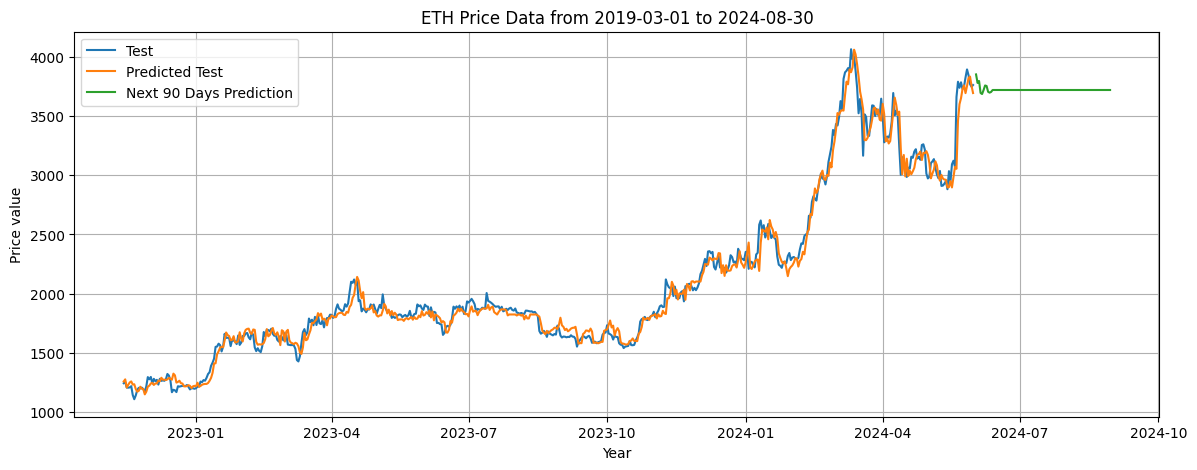 ETH Price Data from 2019-03-01 to 2024-08-30
Test
Predicted Test
Next 90 Days Prediction
Price value
4000
3500
3000
2500
2000
1500
1000
2023-01
2023-04
2023-07
2023-10
2024-01
2024-04
2024-07
2024-10
Year